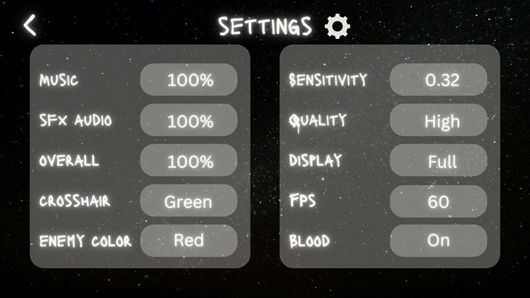 SETTINGS
MUSIC 100%
SFX AUDIO 100%
OVERALL 100%
CROSSHAIR Green
ENEMY COLOR Red
SENSITIVITY 0.32
QUALITY High
DISPLAY Full
FPS 60
BLOOD On